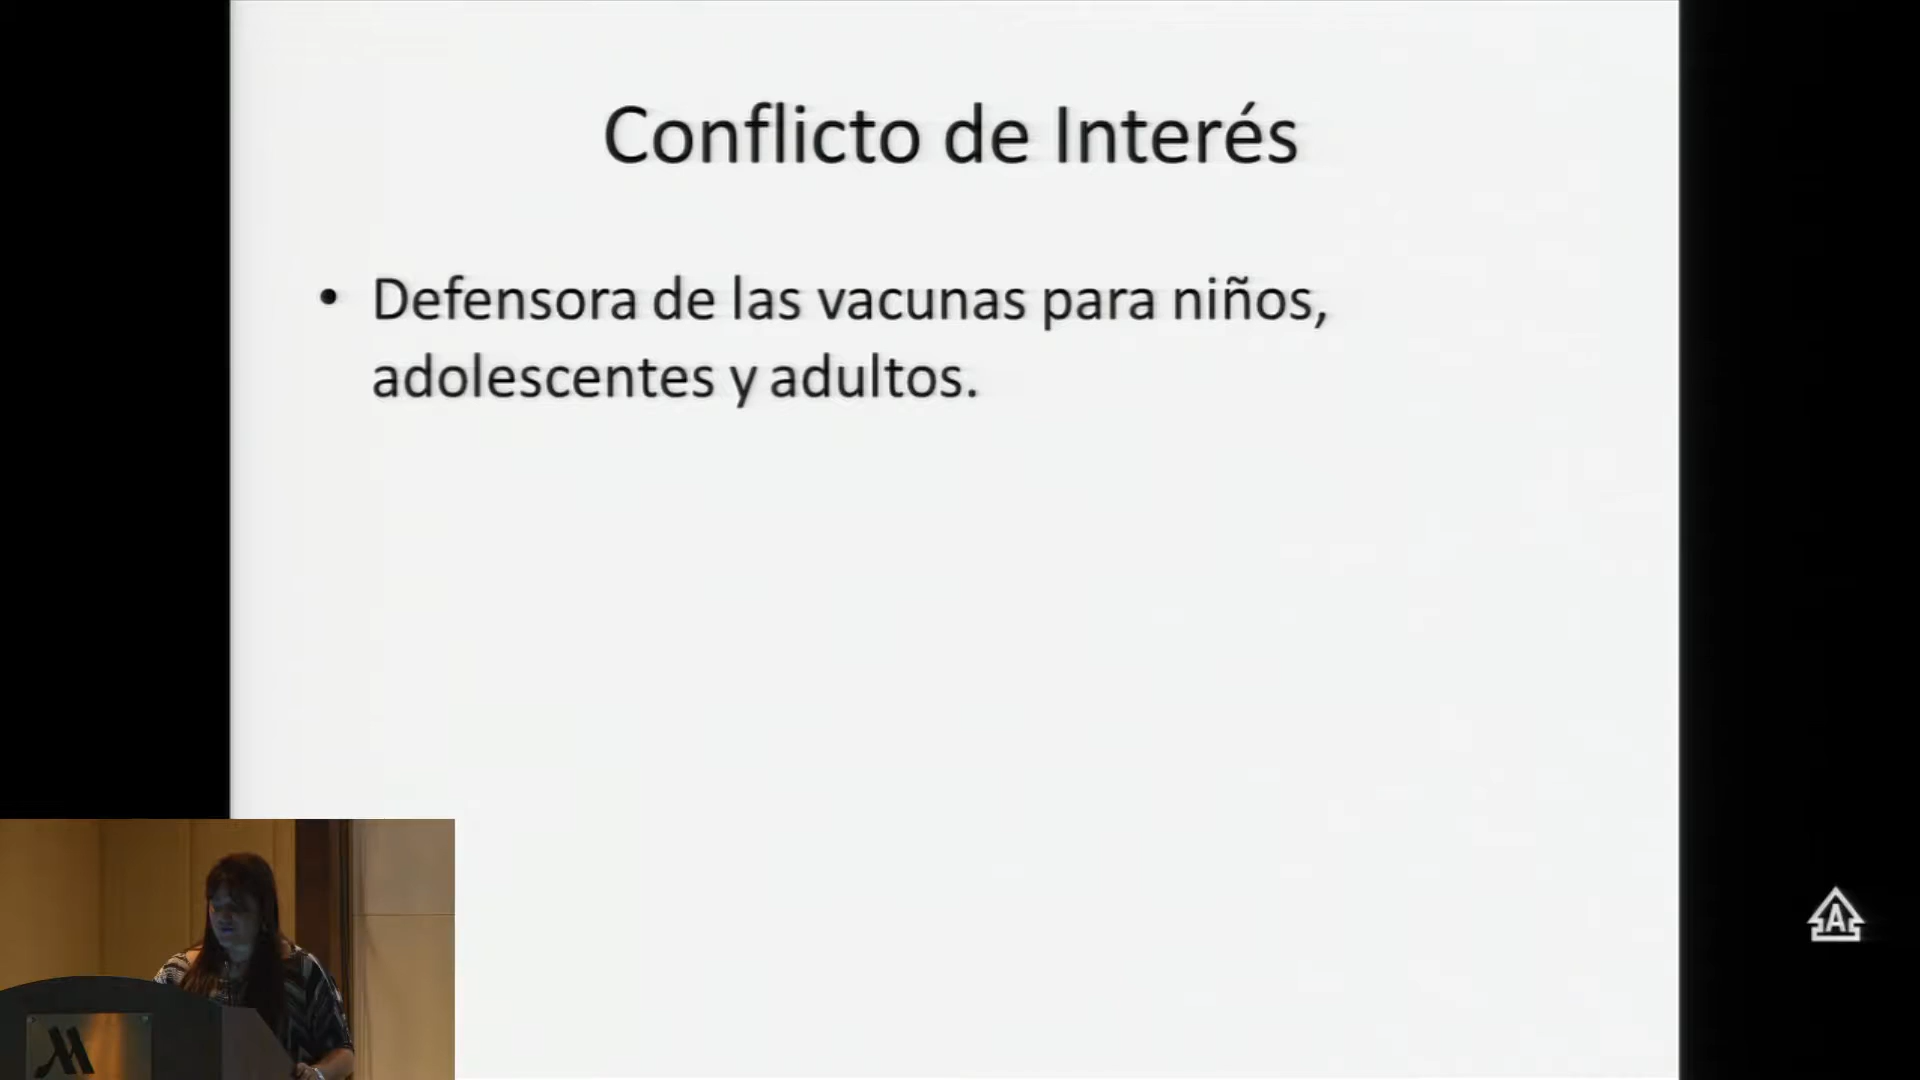 Conflicto de Interés
• Defensora de las vacunas para niños,
adolescentes y adultos.
A